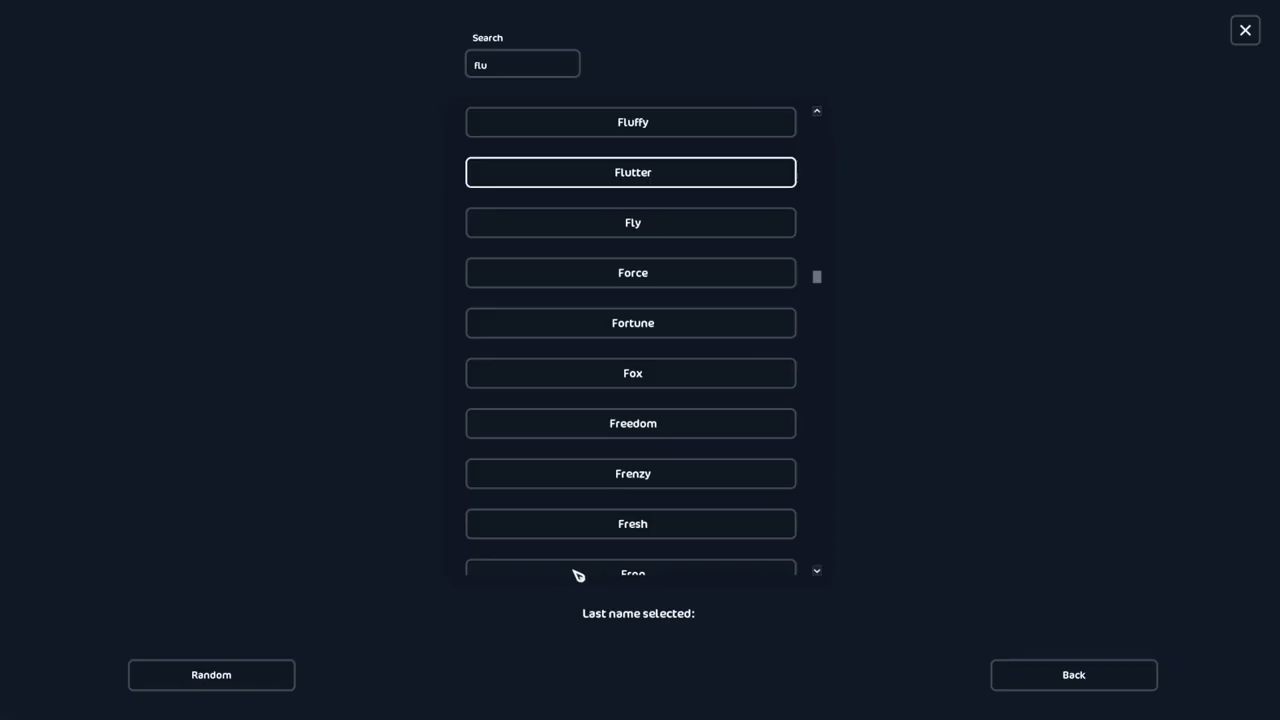 Search
flu
Fluffy
Flutter
Fly
Force
Fortune
Fox
Freedom
Frenzy
Fresh
Last name selected:
Random
Back